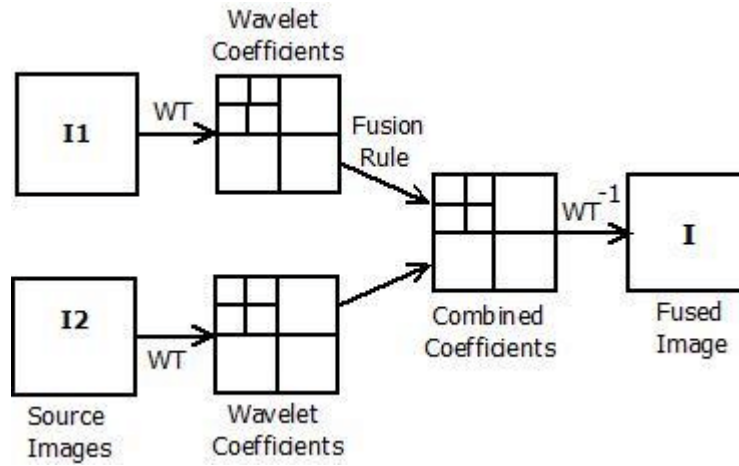 Wavelet
Coefficients
I1
WT
Fusion
Rule
WT-1
I
I2
WT
Combined
Coefficients
Fused
Image
Source
Images
Wavelet
Coefficients